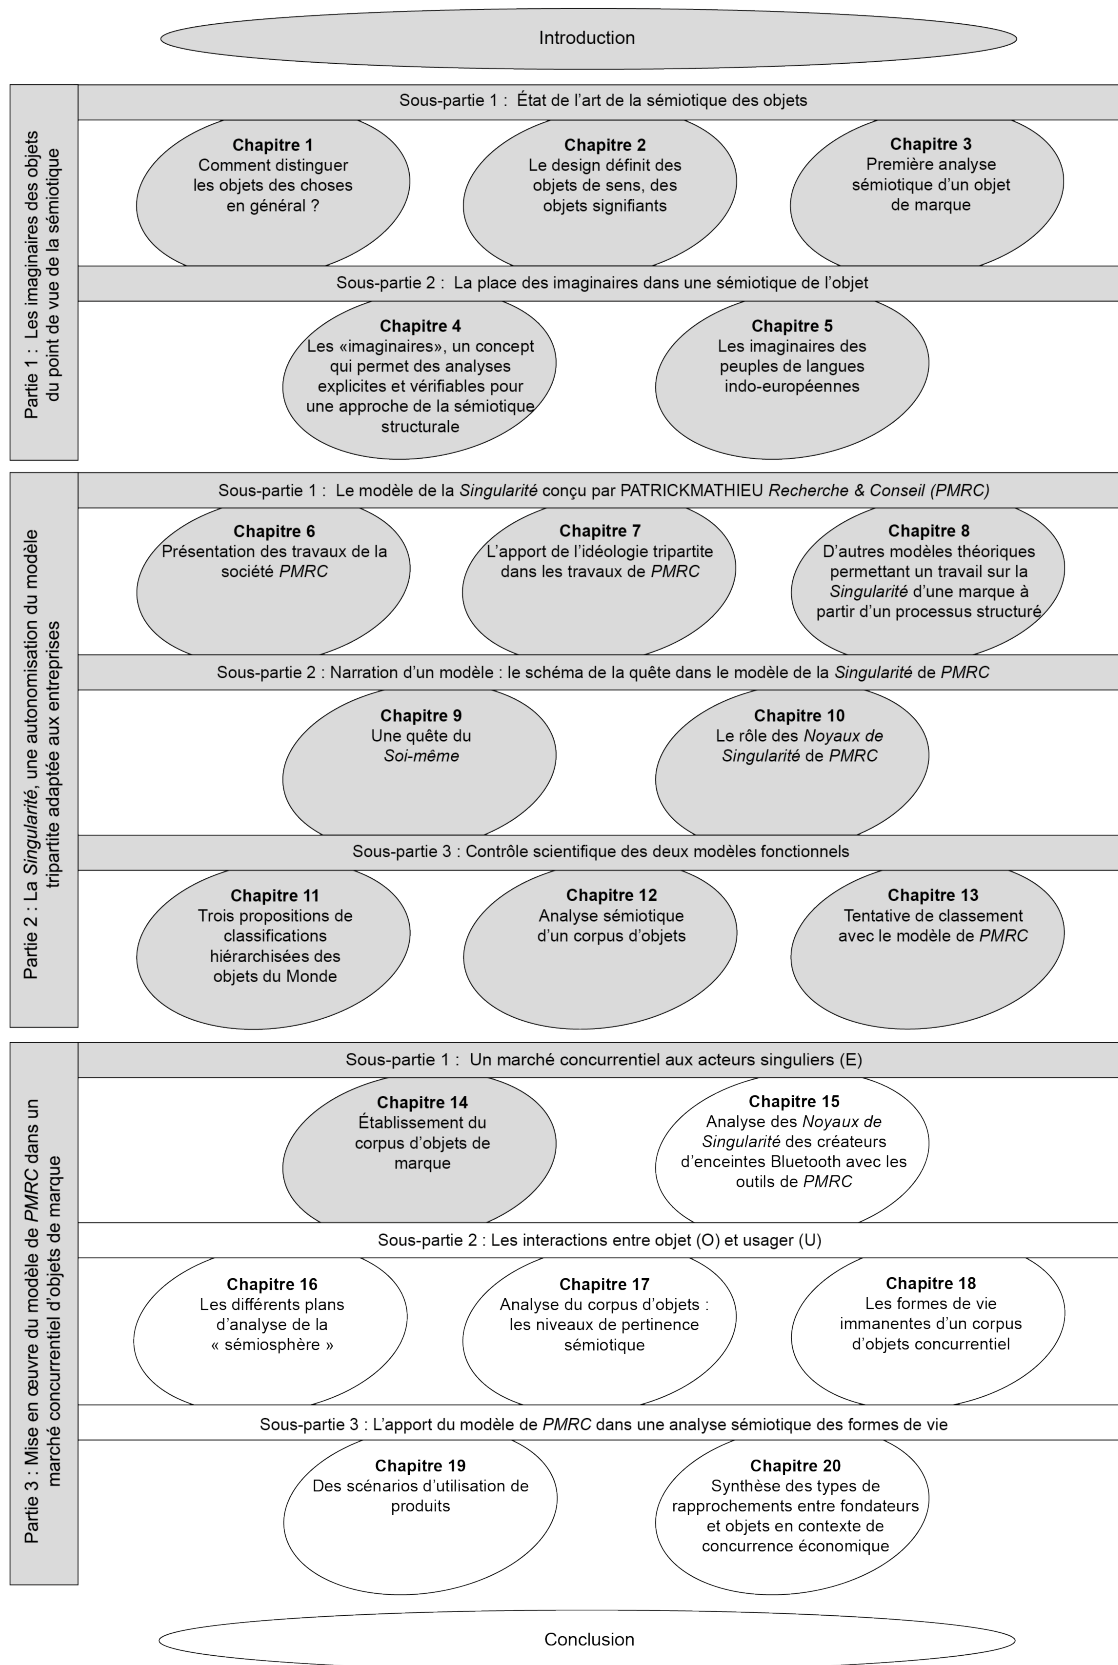 Introduction
Partie 1 : Les imaginaires des objets
du point de vue de la sémiotique
Sous-partie 1 : État de l’art de la sémiotique des objets
Chapitre 1
Comment distinguer
les objets des choses
en général ?
Chapitre 2
Le design définit des
objets de sens, des
objets signifiants
Chapitre 3
Première analyse
sémiotique d’un objet
de marque
Sous-partie 2 : La place des imaginaires dans une sémiotique de l’objet
Chapitre 4
Les «imaginaires», un concept
qui permet des analyses
explicites et vérifiables pour
une approche de la sémiotique
structurale
Chapitre 5
Les imaginaires des
peuples de langues
indo-européennes
Partie 2 : La Singularité, une autonomisation du modèle
tripartite adaptée aux entreprises
Sous-partie 1 : Le modèle de la Singularité conçu par PATRICKMATHIEU Recherche & Conseil (PMRC)
Chapitre 6
Présentation des travaux de la
société PMRC
Chapitre 7
L’apport de l’idéologie tripartite
dans les travaux de PMRC
Chapitre 8
D’autres modèles théoriques
permettant un travail sur la
Singularité d’une marque à
partir d’un processus structuré
Sous-partie 2 : Narration d’un modèle : le schéma de la quête dans le modèle de la Singularité de PMRC
Chapitre 9
Une quête du
Soi-même
Chapitre 10
Le rôle des Noyaux de
Singularité de PMRC
Sous-partie 3 : Contrôle scientifique des deux modèles fonctionnels
Chapitre 11
Trois propositions de
classifications
hiérarchisées des
objets du Monde
Chapitre 12
Analyse sémiotique
d’un corpus d’objets
Chapitre 13
Tentative de classement
avec le modèle de PMRC
Partie 3 : Mise en œuvre du modèle de PMRC dans un
marché concurrentiel d’objets de marque
Sous-partie 1 : Un marché concurrentiel aux acteurs singuliers (E)
Chapitre 14
Établissement du
corpus d’objets de
marque
Chapitre 15
Analyse des Noyaux de
Singularité des créateurs
d’enceintes Bluetooth avec les
outils de PMRC
Sous-partie 2 : Les interactions entre objet (O) et usager (U)
Chapitre 16
Les différents plans
d’analyse de la
« sémiosphère »
Chapitre 17
Analyse du corpus d’objets :
les niveaux de pertinence
sémiotique
Chapitre 18
Les formes de vie
immanentes d’un corpus
d’objets concurrentiel
Sous-partie 3 : L’apport du modèle de PMRC dans une analyse sémiotique des formes de vie
Chapitre 19
Des scénarios d’utilisation de
produits
Chapitre 20
Synthèse des types de
rapprochements entre fondateurs
et objets en contexte de
concurrence économique
Conclusion